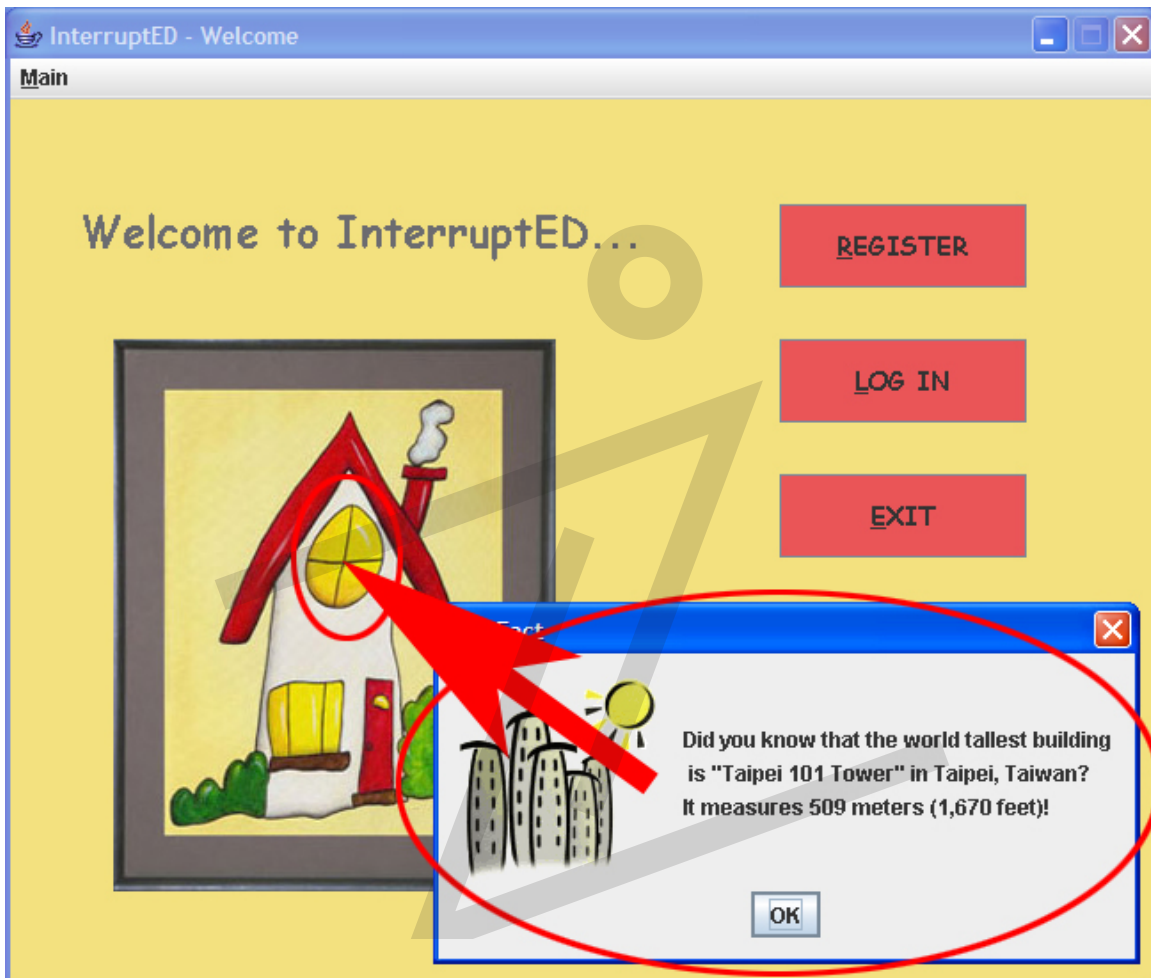 InterruptED - Welcome
Main
Welcome to InterruptED...
REGISTER
LOG IN
EXIT
Fact
Did you know that the world tallest building
is "Taipei 101 Tower" in Taipei, Taiwan?
It measures 509 meters (1,670 feet)!
OK